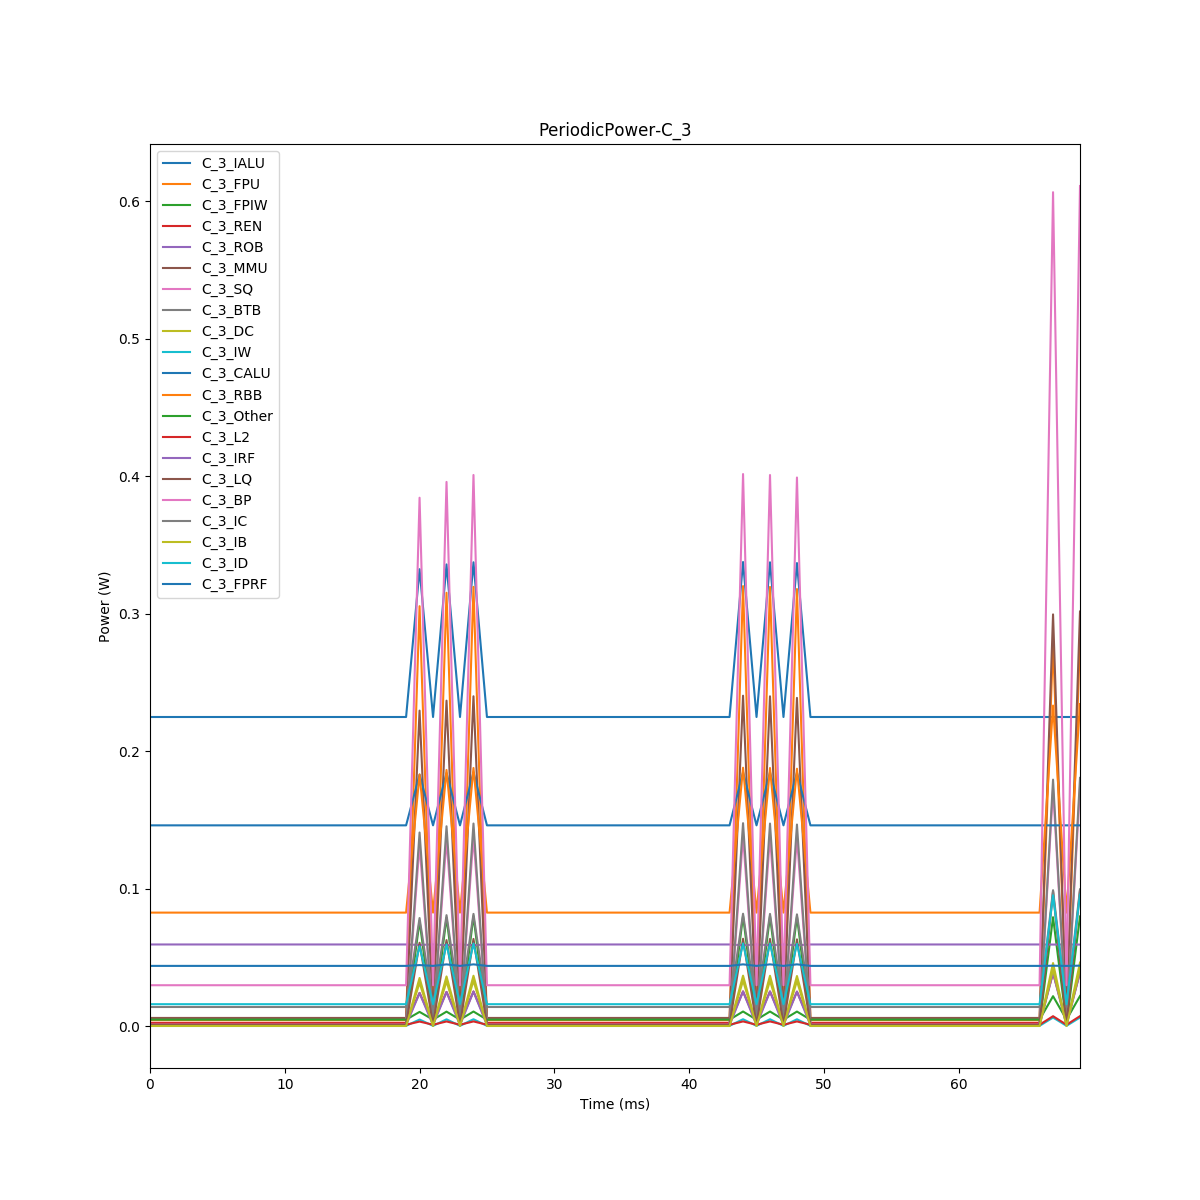 PeriodicPower-C_3
C_3_IALU
C_3_FPU
C_3_FPIW
C_3_REN
C_3_ROB
C_3_MMU
C_3_SQ
C_3_BTB
C_3_DC
C_3_IW
C_3_CALU
C_3_RBB
C_3_Other
C_3_L2
C_3_IRF
C_3_LQ
C_3_BP
C_3_IC
C_3_IB
C_3_ID
C_3_FPRF
Power (W)
0.6
0.5
0.4
0.3
0.2
0.1
0.0
0 10 20 30 40 50 60
Time (ms)